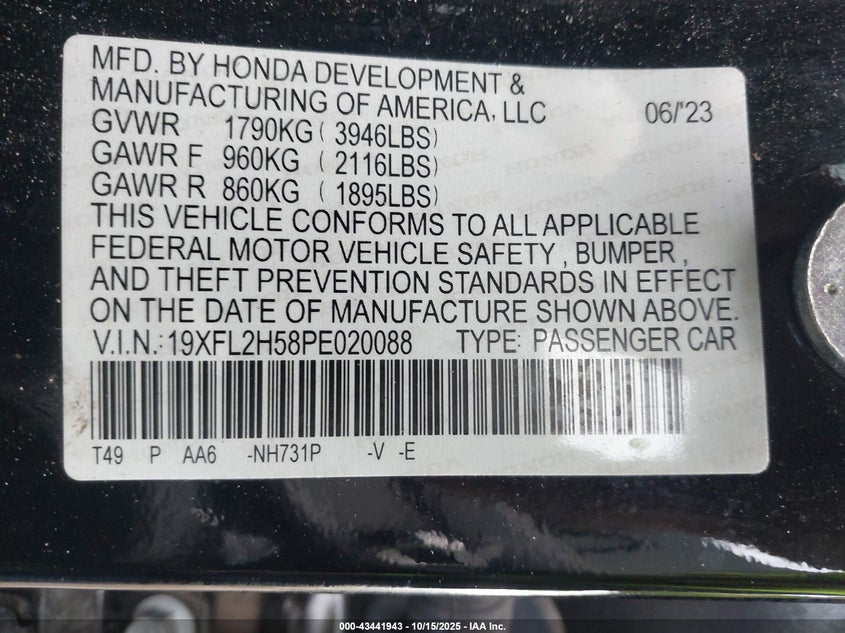 MFD. BY HONDA DEVELOPMENT &
MANUFACTURING OF AMERICA, LLC 06/'23
GVWR 1790KG ( 3946LBS)
GAWR F 960KG ( 2116LBS)
GAWR R 860KG ( 1895LBS)
THIS VEHICLE CONFORMS TO ALL APPLICABLE
FEDERAL MOTOR VEHICLE SAFETY , BUMPER ,
AND THEFT PREVENTION STANDARDS IN EFFECT
ON THE DATE OF MANUFACTURE SHOWN ABOVE.
V.I.N.: 19XFL2H58PE020088 TYPE: PASSENGER CAR
T49 P AA6 -NH731P -V -E
000-43441943 - 10/15/2025 - IAA Inc.